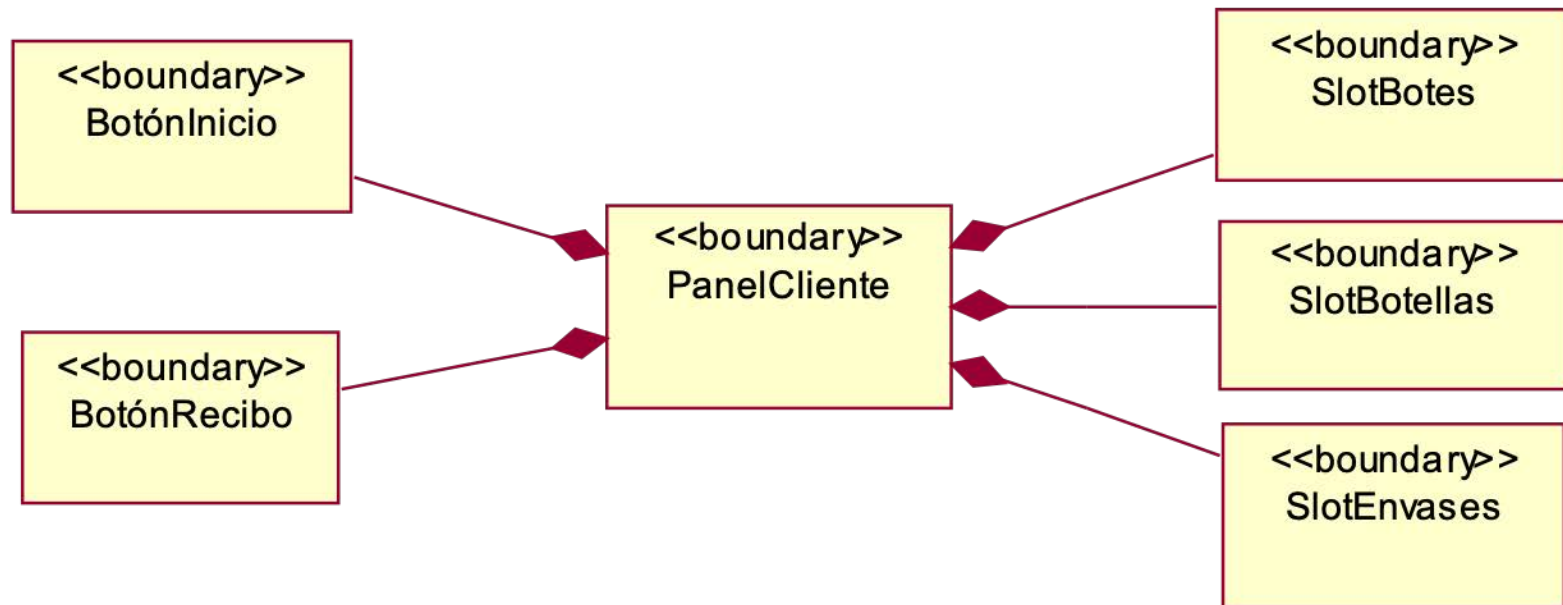 <<boundary>>
BotónInicio
<<boundary>>
BotónRecibo
<<boundary>>
PanelCliente
<<boundary>>
SlotBotes
<<boundary>>
SlotBotellas
<<boundary>>
SlotEnvases